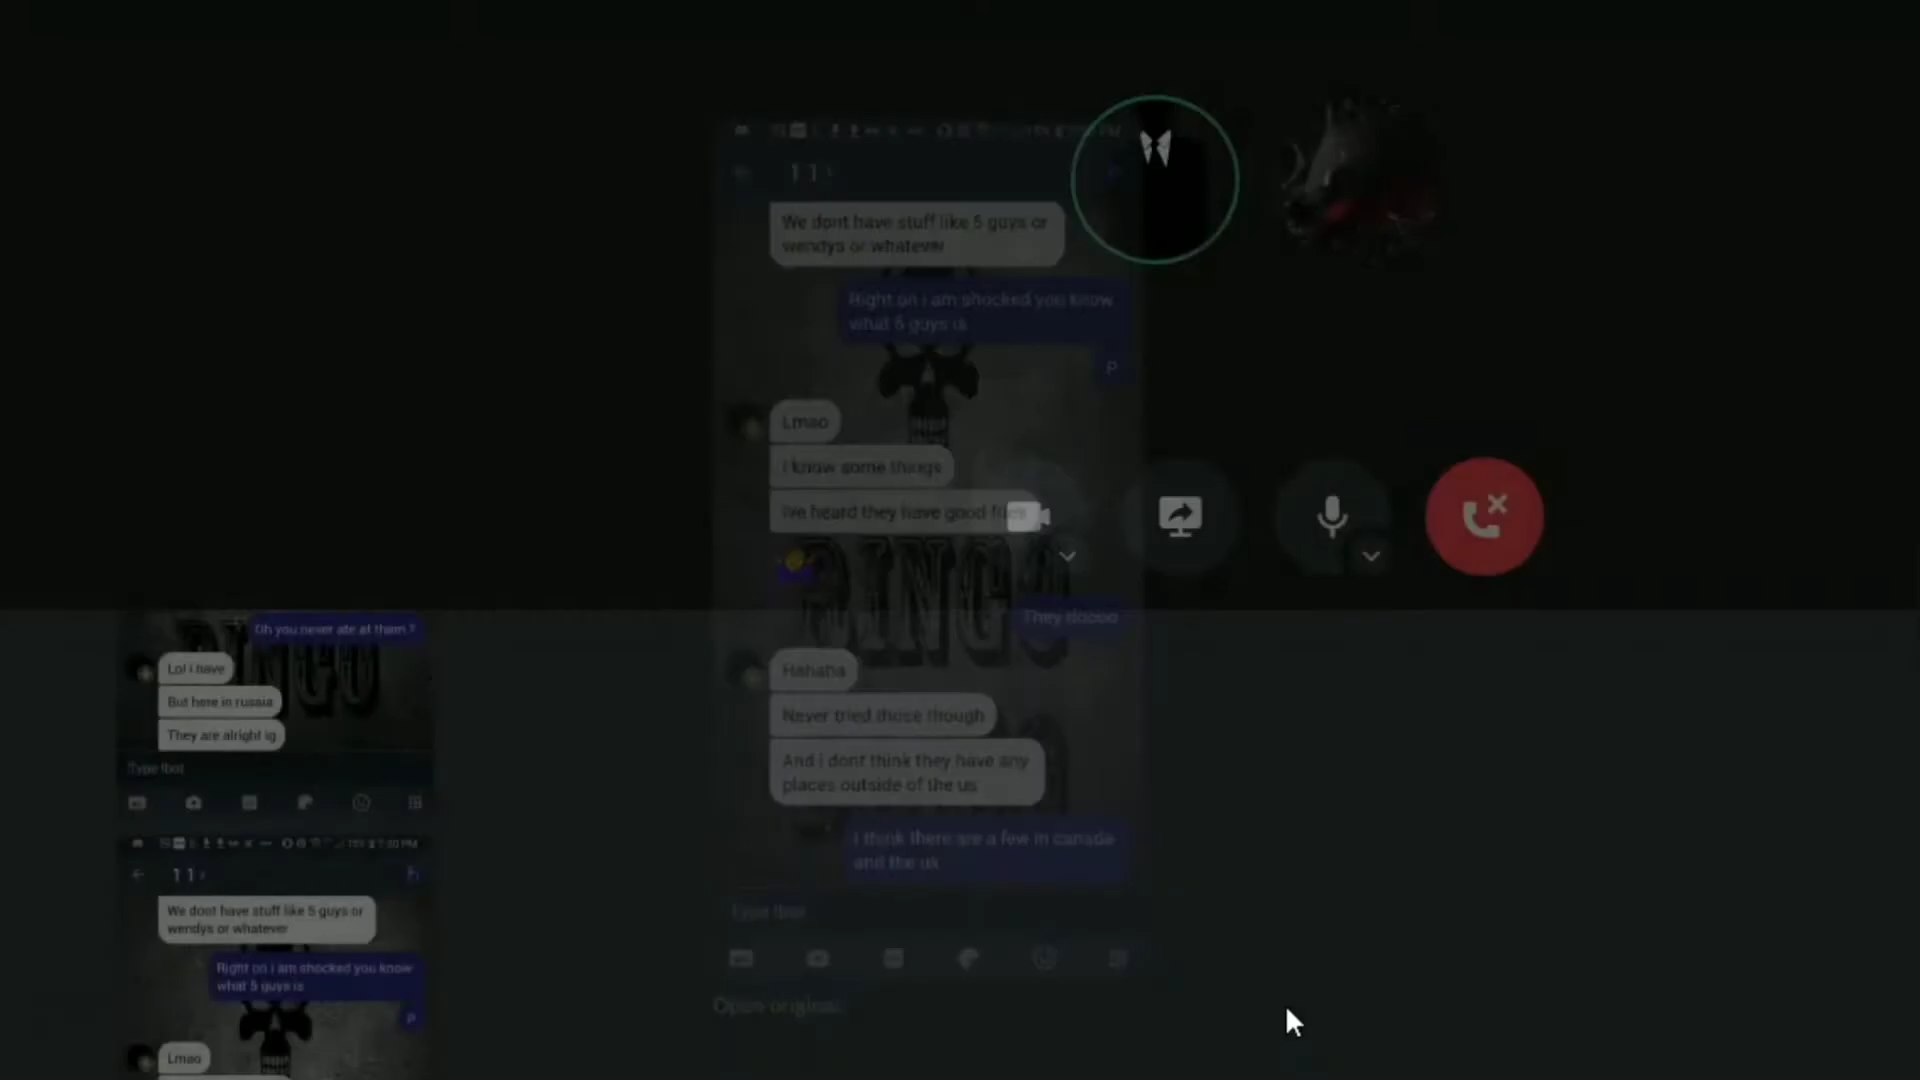 We dont have stuff like 5 guys or
wendys or whatever
Right on i am shocked you know
what 5 guys is
P
Lmao
I know some things
Ive heard they have good fries
They doooo
Hahaha
Never tried those though
And i dont think they have any
places outside of the us
I think there are a few in canada
and the uk
Open original
BINGO
Oh you never ate at them ?
Lol i have
But here in russia
They are alright ig
We dont have stuff like 5 guys or
wendys or whatever
Right on i am shocked you know
what 5 guys is
P
Lmao